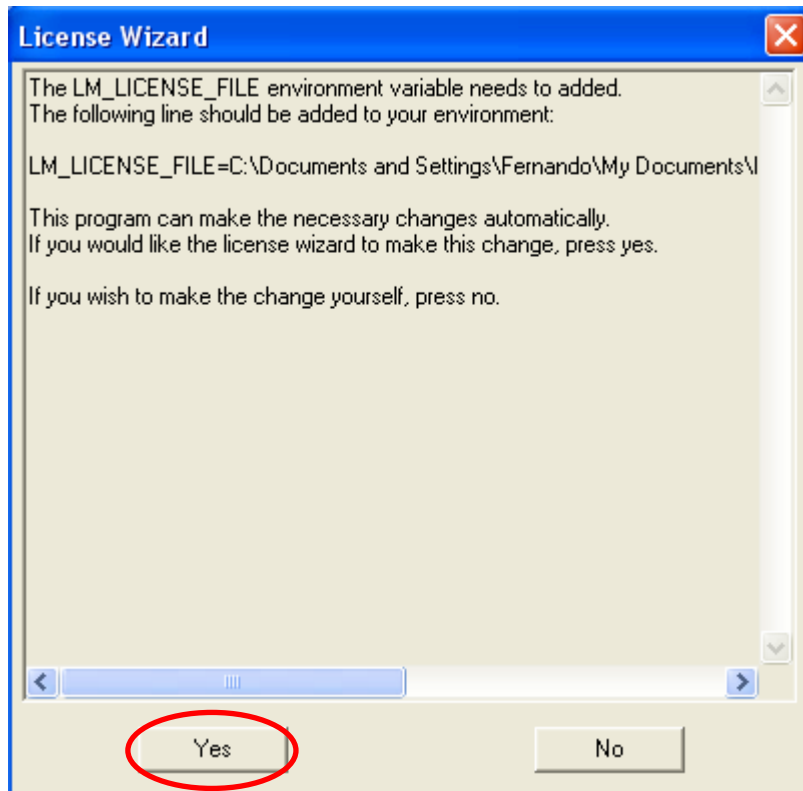 License Wizard
The LM_LICENSE_FILE environment variable needs to added.
The following line should be added to your environment:
LM_LICENSE_FILE=C:\Documents and Settings\Fernando\My Documents\
This program can make the necessary changes automatically.
If you would like the license wizard to make this change, press yes.
If you wish to make the change yourself, press no.
Yes
No